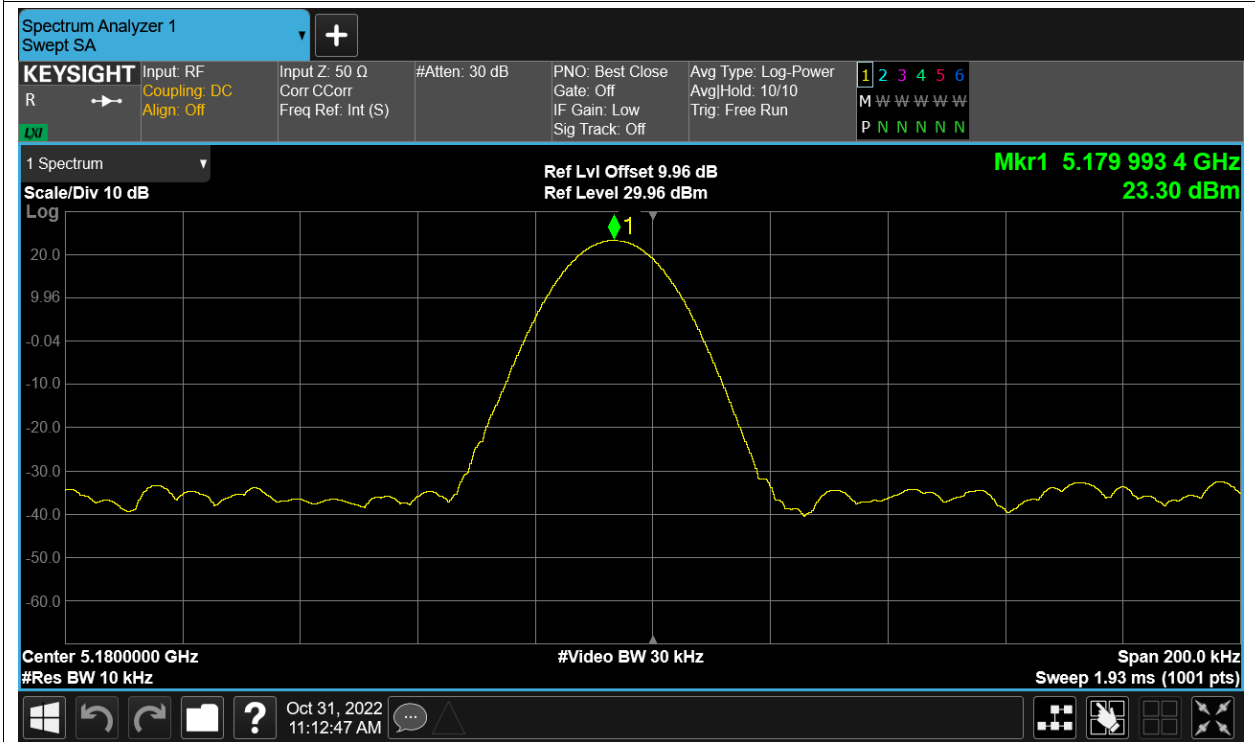 Spectrum Analyzer 1
Swept SA
+
KEYSIGHT Input: RF Input Z: 50 Ω #Atten: 30 dB PNO: Best Close Avg Type: Log-Power 1 2 3 4 5 6
R Coupling: DC Corr CCorr Gate: Off Avg|Hold: 10/10 M W W W W W
Align: Off Freq Ref: Int (S) IF Gain: Low Trig: Free Run
LXI Sig Track: Off P N N N N N
1 Spectrum Ref Lvl Offset 9.96 dB Mkr1 5.179 993 4 GHz
Scale/Div 10 dB Ref Level 29.96 dBm 23.30 dBm
Log
1
20.0
9.96
-0.04
-10.0
-20.0
-30.0
-40.0
-50.0
-60.0
Center 5.1800000 GHz #Video BW 30 kHz Span 200.0 kHz
#Res BW 10 kHz Sweep 1.93 ms (1001 pts)
? Oct 31, 2022
11:12:47 AM